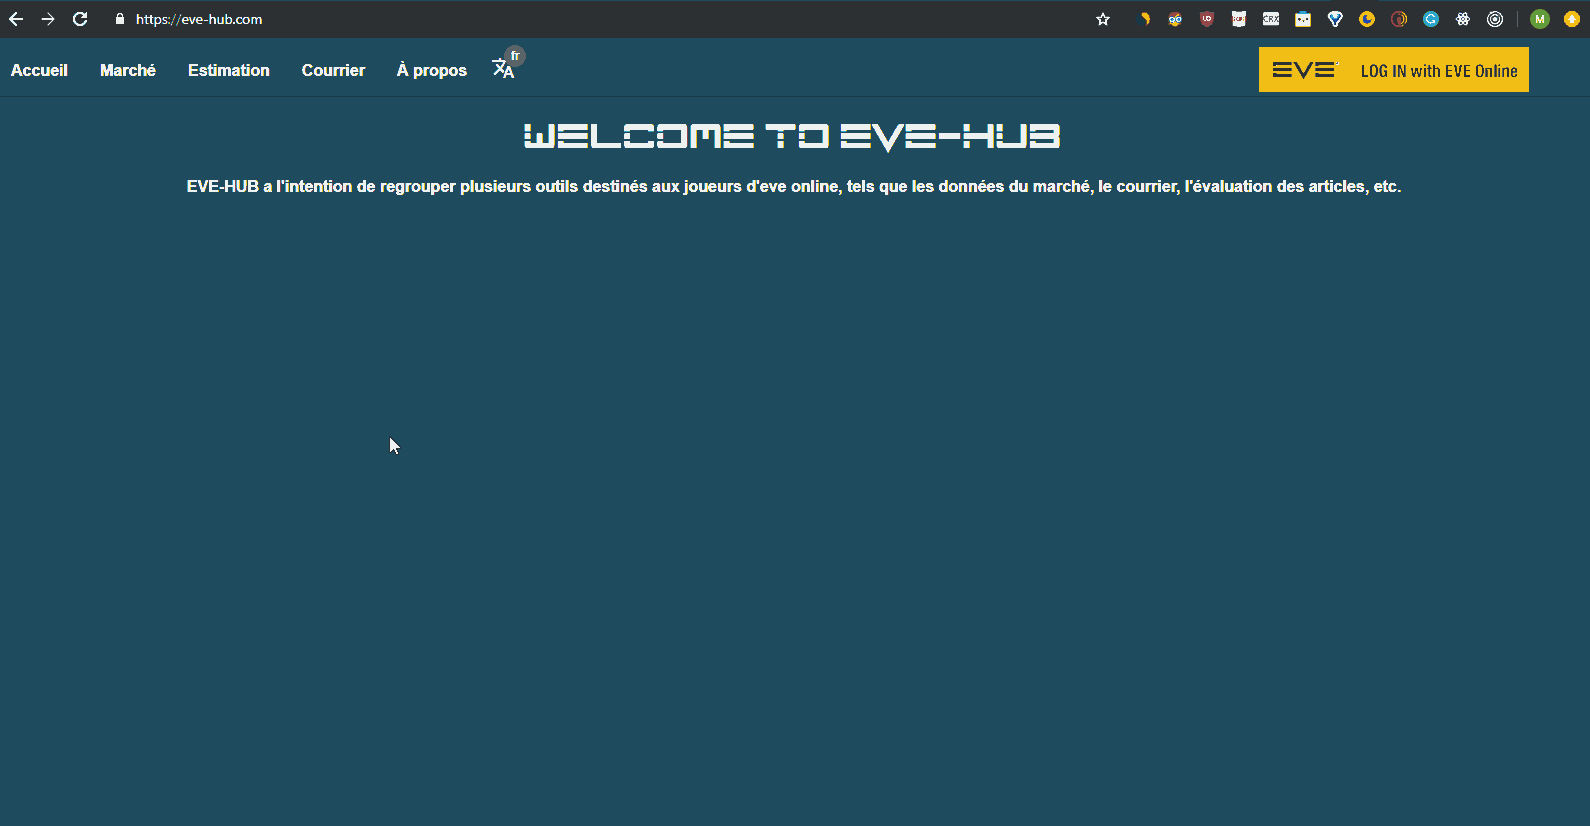 https://eve-hub.com
M
Accueil
Marché
Estimation
Courrier
À propos
fr
EVE
LOG IN with EVE Online
WELCOME TO EVE-HUB
EVE-HUB a l'intention de regrouper plusieurs outils destinés aux joueurs d'eve online, tels que les données du marché, le courrier, l'évaluation des articles, etc.